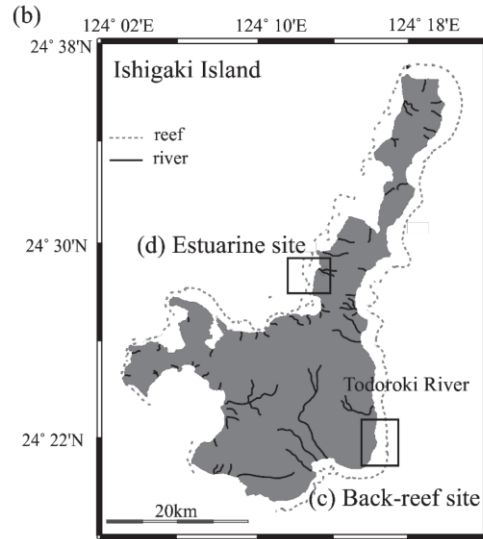 (b)
124° 02'E 124° 10'E 124° 18'E
24° 38'N
Ishigaki Island
reef
river
24° 30'N
(d) Estuarine site
Todoroki River
24° 22'N
(c) Back-reef site
20km